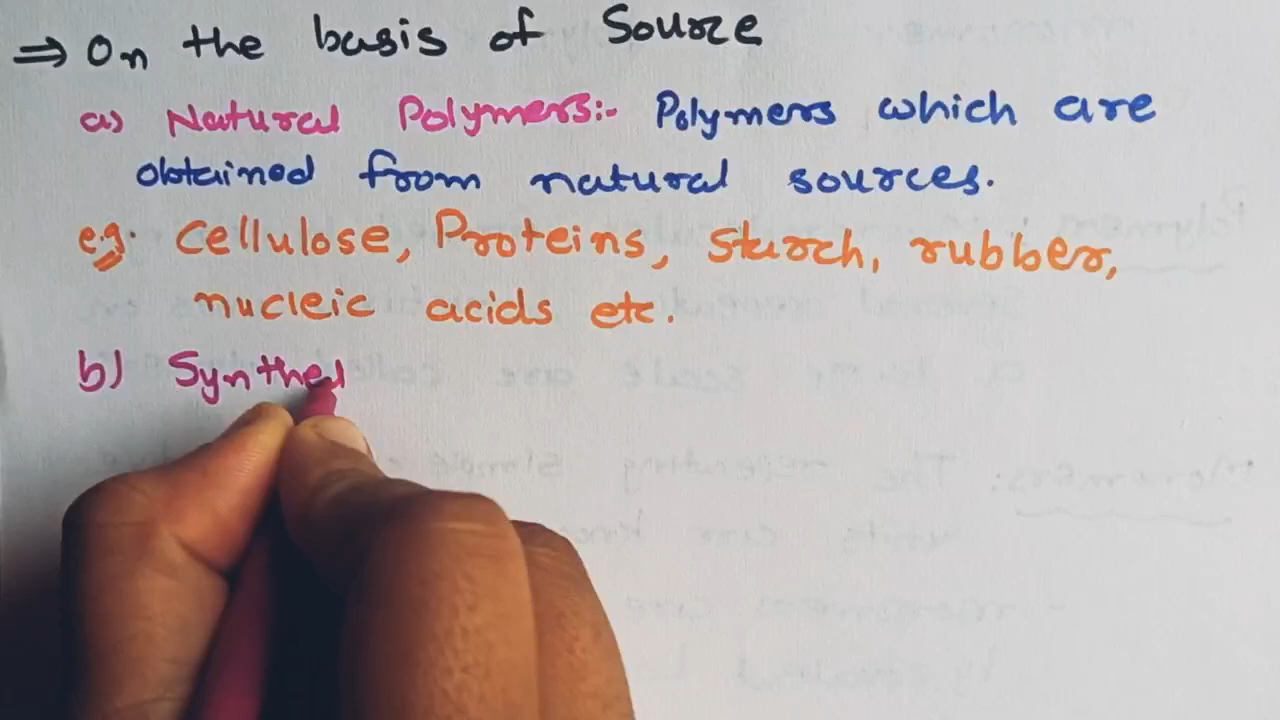 ⇒ On the basis of Source
a) Natural Polymers:- Polymers which are
obtained from natural sources.
e.g. Cellulose, Proteins, Starch, rubber,
nucleic acids etc.
b) Synthe